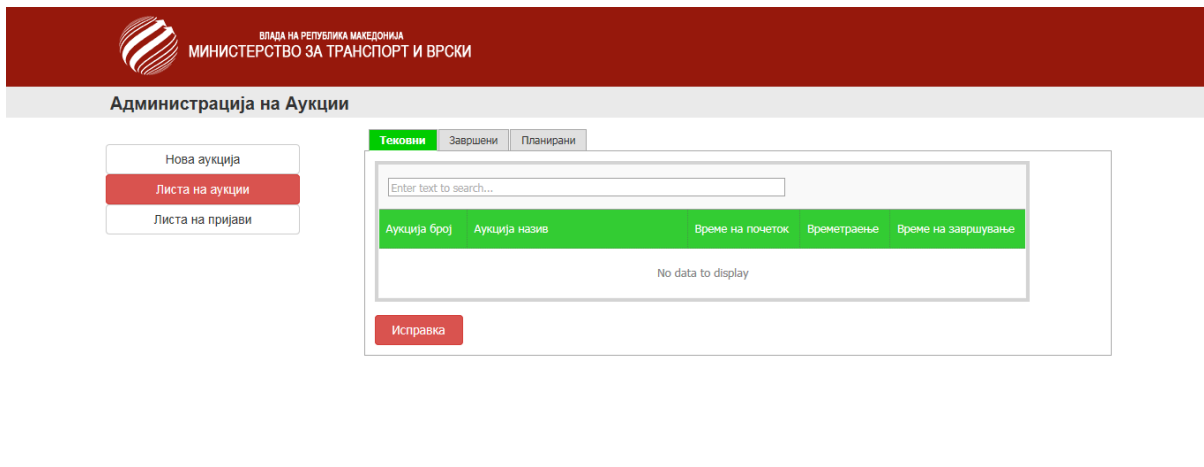 ВЛАДА НА РЕПУБЛИКА МАКЕДОНИЈА
МИНИСТЕРСТВО ЗА ТРАНСПОРТ И ВРСКИ
Администрација на Аукции
Нова аукција
Листа на аукции
Листа на пријави
Тековни Завршени Планирани
Enter text to search...
Аукција број Аукција назив Време на почеток Времетраење Време на завршување
No data to display
Исправка